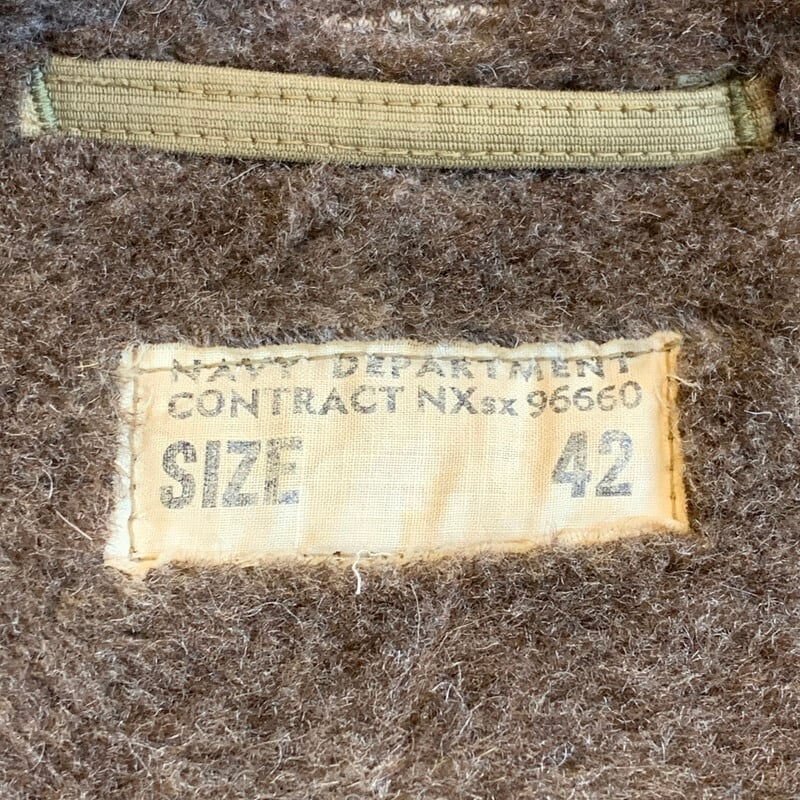 NAVY DEPARTMENT
CONTRACT NXsx 96660
SIZE 42